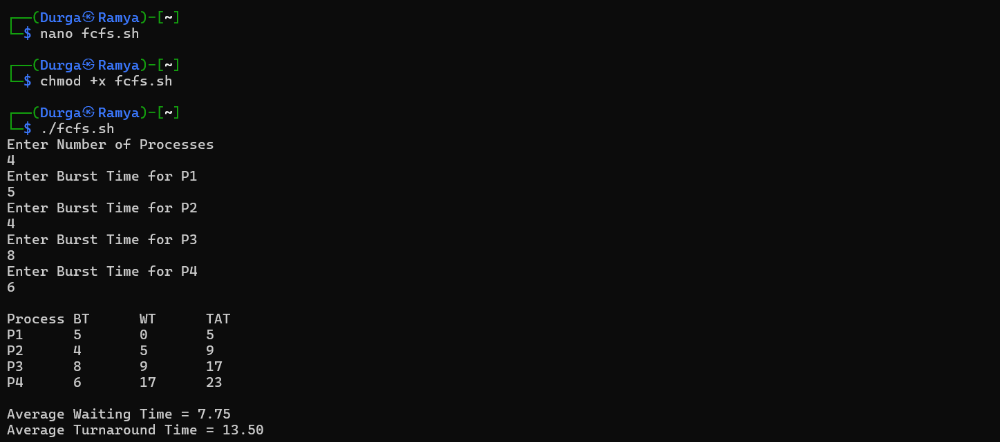 ┌──(Durga㉿Ramya)-[~]
└─$ nano fcfs.sh
┌──(Durga㉿Ramya)-[~]
└─$ chmod +x fcfs.sh
┌──(Durga㉿Ramya)-[~]
└─$ ./fcfs.sh
Enter Number of Processes
4
Enter Burst Time for P1
5
Enter Burst Time for P2
4
Enter Burst Time for P3
8
Enter Burst Time for P4
6
Process BT WT TAT
P1 5 0 5
P2 4 5 9
P3 8 9 17
P4 6 17 23
Average Waiting Time = 7.75
Average Turnaround Time = 13.50